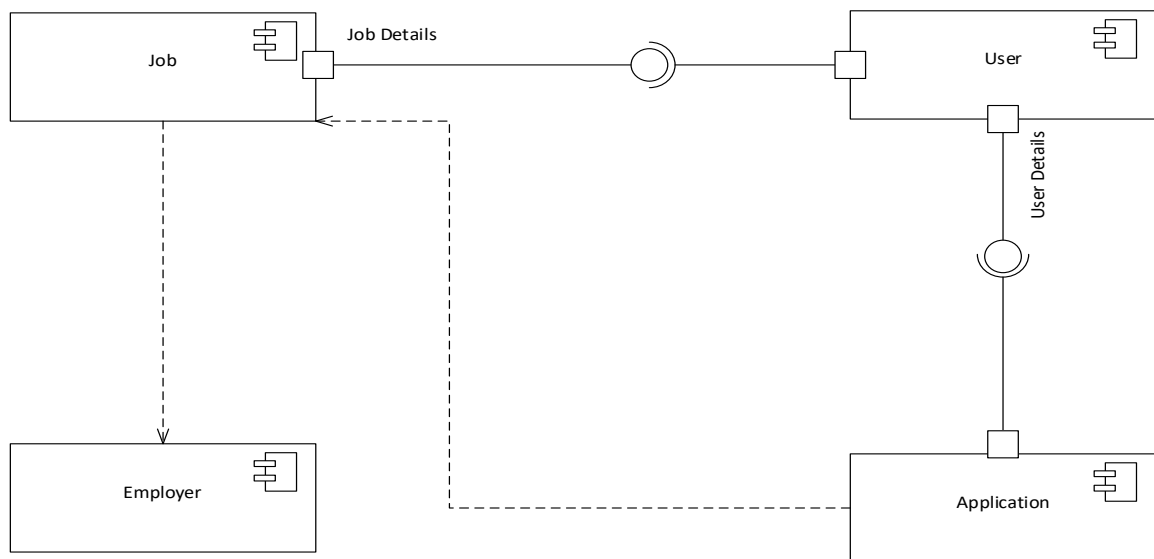 Job Details
Job
User
User Details
Employer
Application